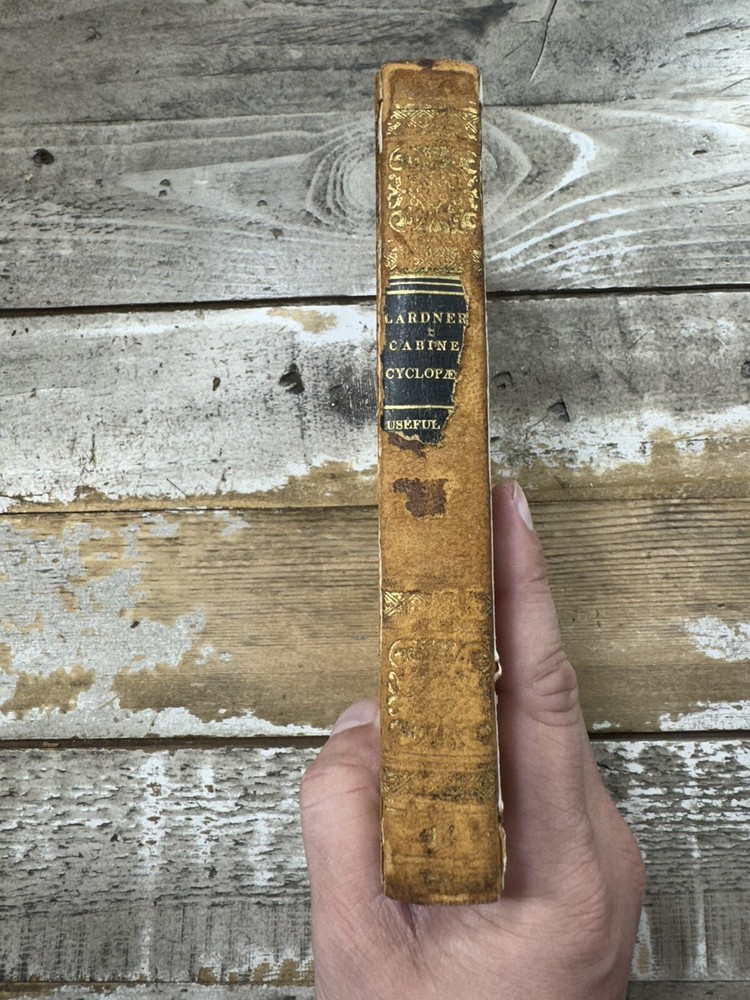 LARDNER
&
CABINE
CYCLOPÆ
USEFUL